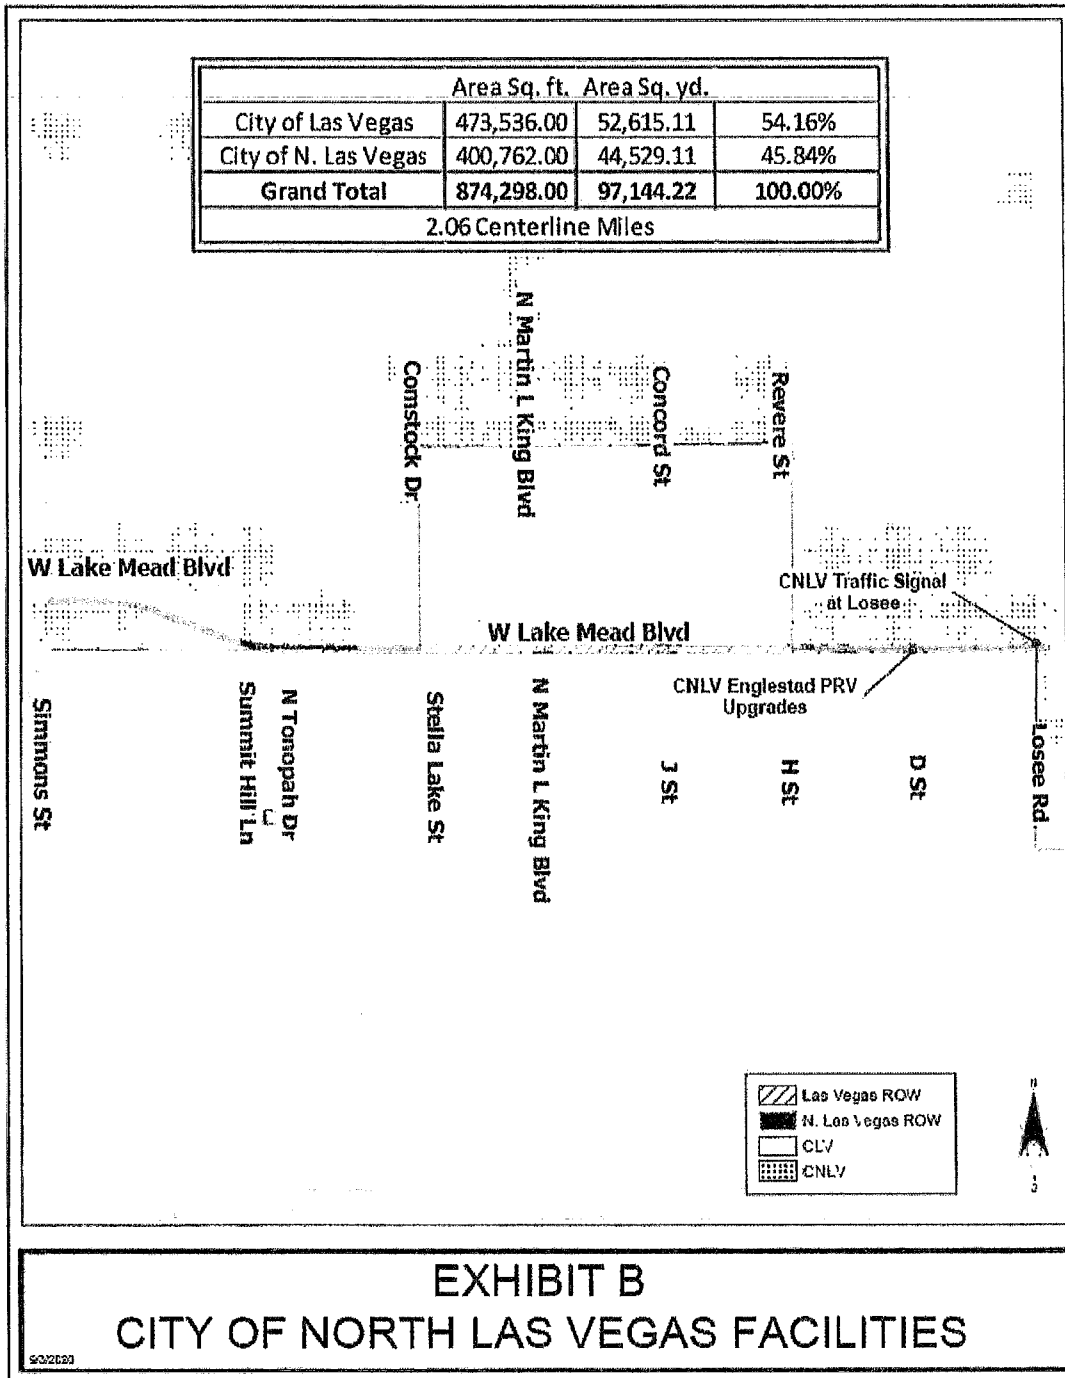 Area Sq. ft. Area Sq. yd.
City of Las Vegas 473,536.00 52,615.11 54.16%
City of N. Las Vegas 400,762.00 44,529.11 45.84%
Grand Total 874,298.00 97,144.22 100.00%
2.06 Centerline Miles
N Martin L King Blvd
Comstock Dr
Concord St
Revere St
W Lake Mead Blvd
CNLV Traffic Signal
at Losee
W Lake Mead Blvd
CNLV Englestad PRV
Upgrades
Simmons St
Summit Hill Ln
N Tonopah Dr
Stella Lake St
N Martin L King Blvd
J St
H St
D St
Losee Rd.
Las Vegas ROW
N. Las Vegas ROW
CLV
CNLV
N
EXHIBIT B
CITY OF NORTH LAS VEGAS FACILITIES